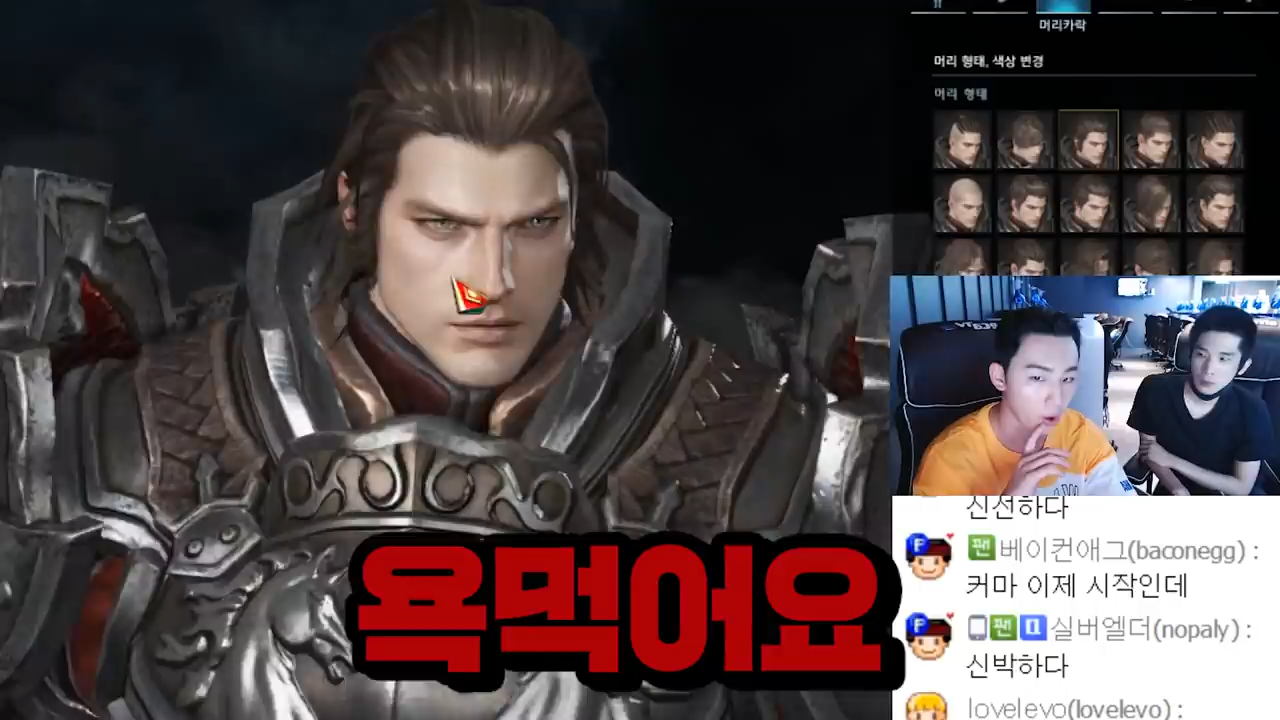 머리카락
머리 형태, 색상 변경
머리 형태
신선하다
팬 베이컨애그(baconegg) :
커마 이제 시작인데
팬 실버엘더(nopaly) :
신박하다
lovelevo(lovelevo) :
욕먹어요